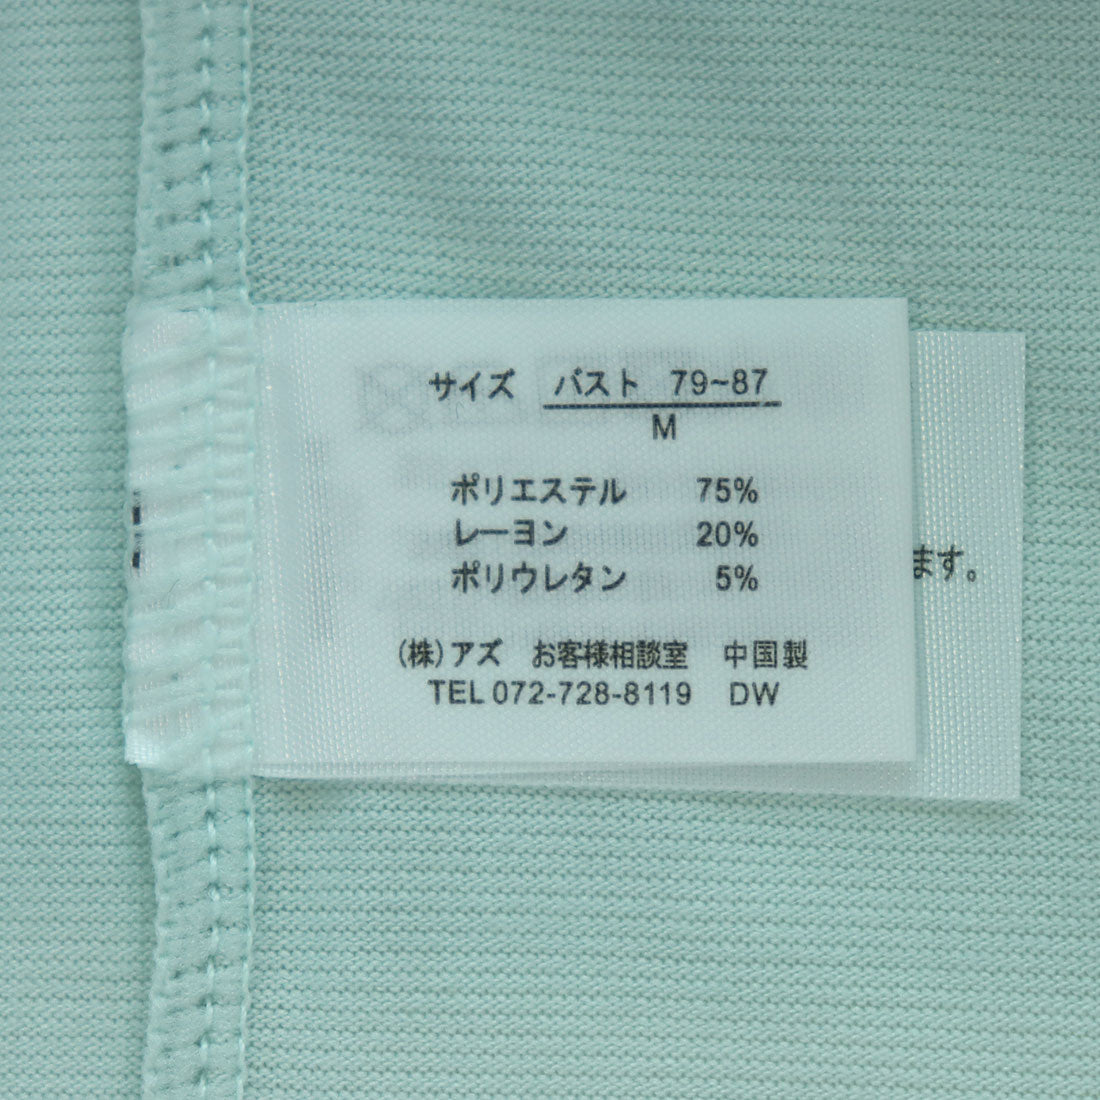 サイズ バスト 79~87
M
ポリエステル 75%
レーヨン 20%
ポリウレタン 5%
ます。
(株)アズ お客様相談室 中国製
TEL 072-728-8119 DW